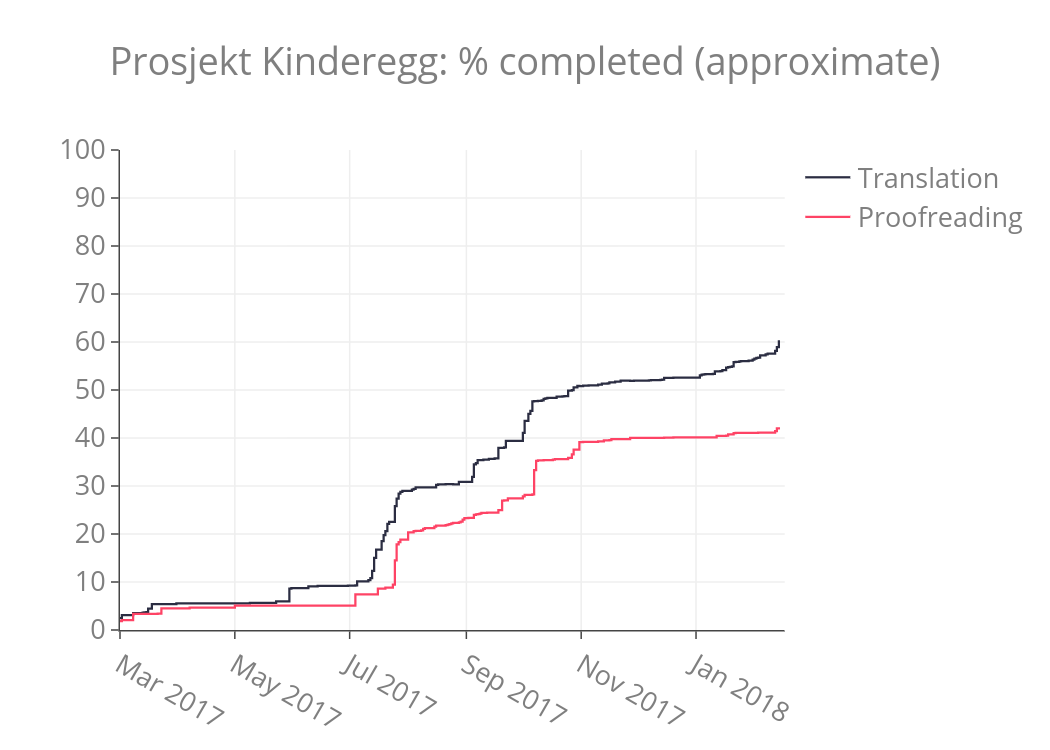 Prosjekt Kinderegg: % completed (approximate)
100
90
80
70
60
50
40
30
20
10
0
Translation
Proofreading
Mar 2017
May 2017
Jul 2017
Sep 2017
Nov 2017
Jan 2018